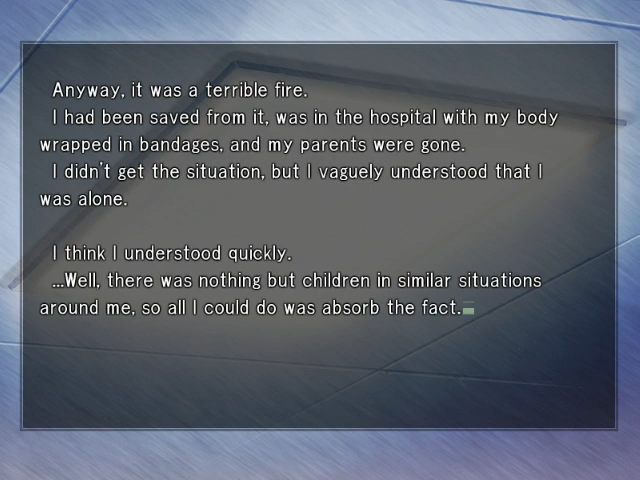 Anyway, it was a terrible fire.
I had been saved from it, was in the hospital with my body
wrapped in bandages, and my parents were gone.
I didn't get the situation, but I vaguely understood that I
was alone.
I think I understood quickly.
...Well, there was nothing but children in similar situations
around me, so all I could do was absorb the fact.